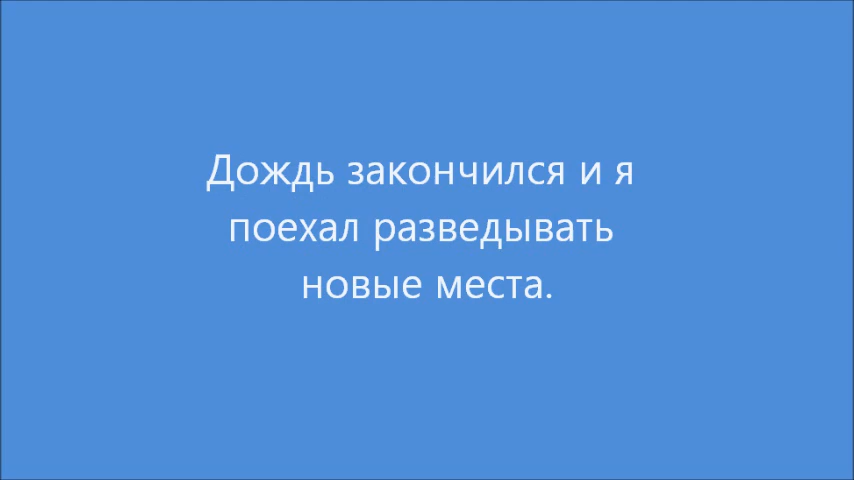 Дождь закончился и я
поехал разведывать
новые места.